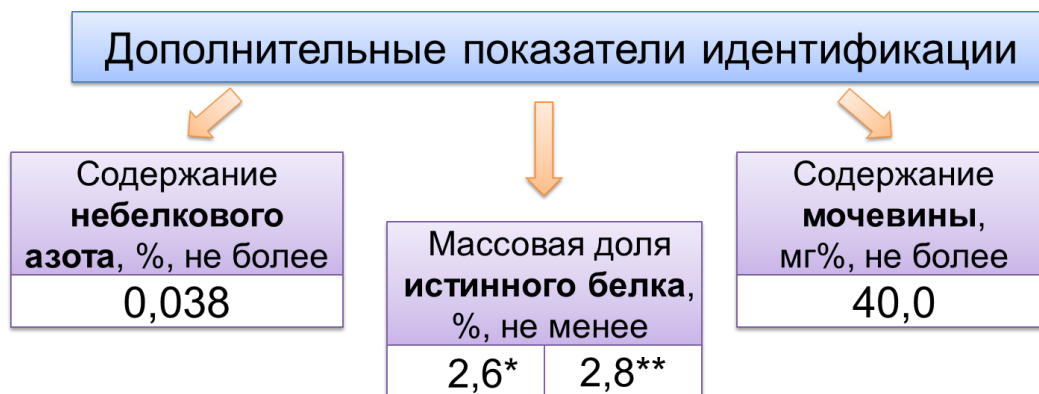 Дополнительные показатели идентификации
Содержание
небелкового
азота, %, не более
0,038
Массовая доля
истинного белка,
%, не менее
2,6* 2,8**
Содержание
мочевины,
мг%, не более
40,0